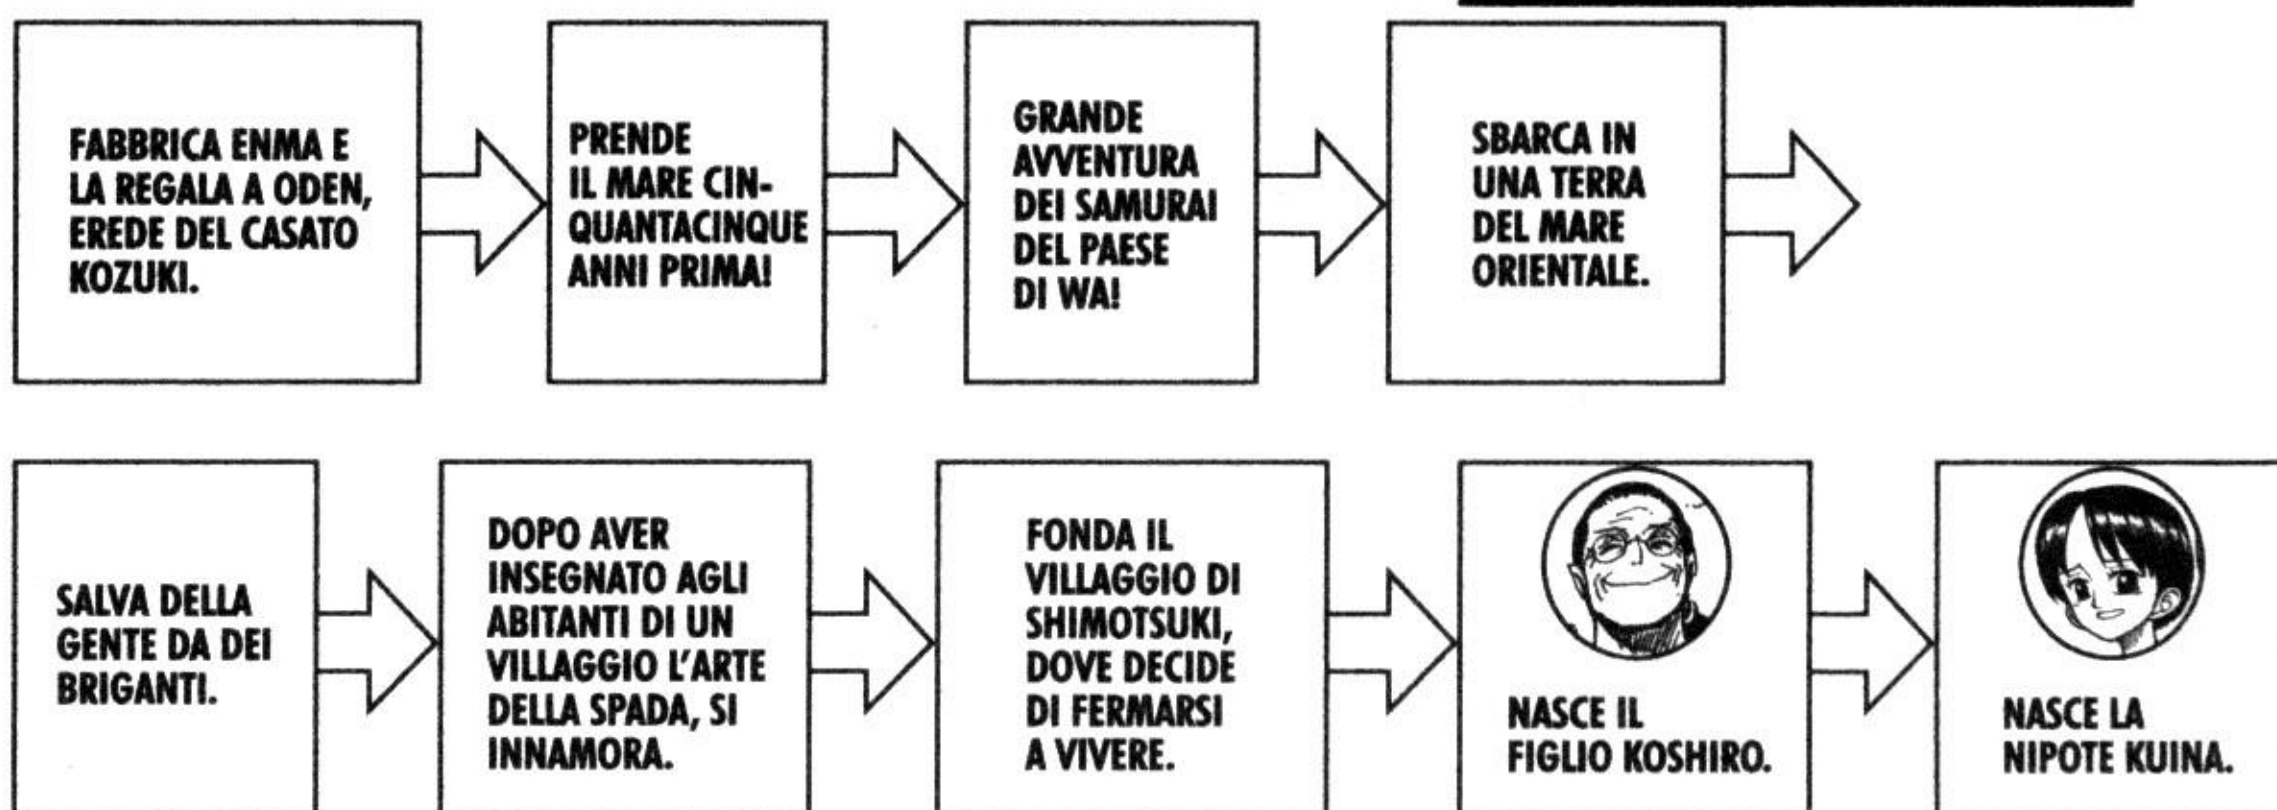 FABBRICA ENMA E
LA REGALA A ODEN,
EREDE DEL CASATO
KOZUKI.
PRENDE
IL MARE CIN-
QUANTACINQUE
ANNI PRIMA!
GRANDE
AVVENTURA
DEI SAMURAI
DEL PAESE
DI WA!
SBARCA IN
UNA TERRA
DEL MARE
ORIENTALE.
SALVA DELLA
GENTE DA DEI
BRIGANTI.
DOPO AVER
INSEGNATO AGLI
ABITANTI DI UN
VILLAGGIO L'ARTE
DELLA SPADA, SI
INNAMORA.
FONDA IL
VILLAGGIO DI
SHIMOTSUKI,
DOVE DECIDE
DI FERMARSI
A VIVERE.
NASCE IL
FIGLIO KOSHIRO.
NASCE LA
NIPOTE KUINA.